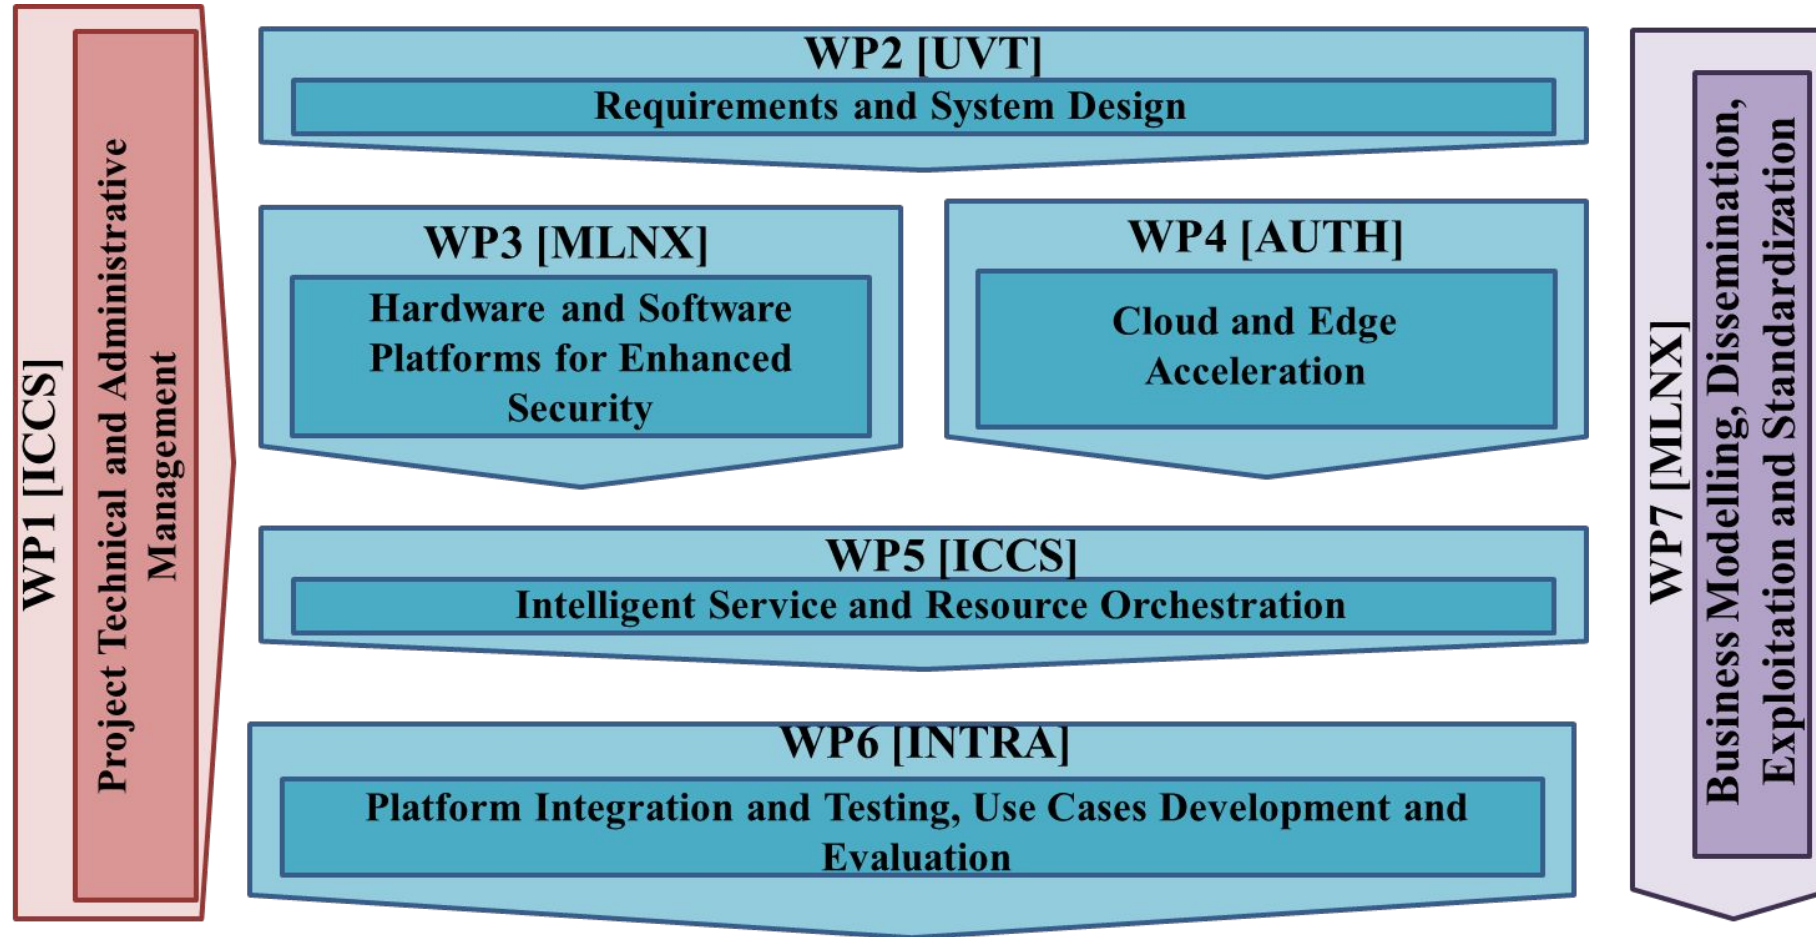 WP1 [ICCS]
Project Technical and Administrative
Management
WP2 [UVT]
Requirements and System Design
WP3 [MLNX]
Hardware and Software
Platforms for Enhanced
Security
WP4 [AUTH]
Cloud and Edge
Acceleration
WP5 [ICCS]
Intelligent Service and Resource Orchestration
WP6 [INTRA]
Platform Integration and Testing, Use Cases Development and
Evaluation
WP7 [MLNX]
Business Modelling, Dissemination,
Exploitation and Standardization